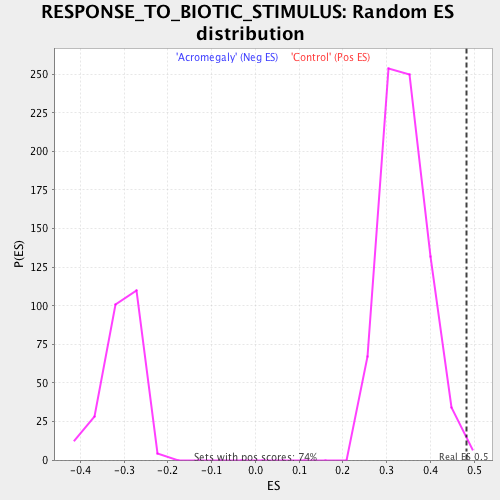 RESPONSE_TO_BIOTIC_STIMULUS: Random ES
distribution
'Acromegaly' (Neg ES) 'Control' (Pos ES)
250
225
200
175
150
125
100
75
50
25
0
P(ES)
Sets with pos scores: 74%
Real ES 0.5
-0.4 -0.3 -0.2 -0.1 0.0 0.1 0.2 0.3 0.4 0.5
ES